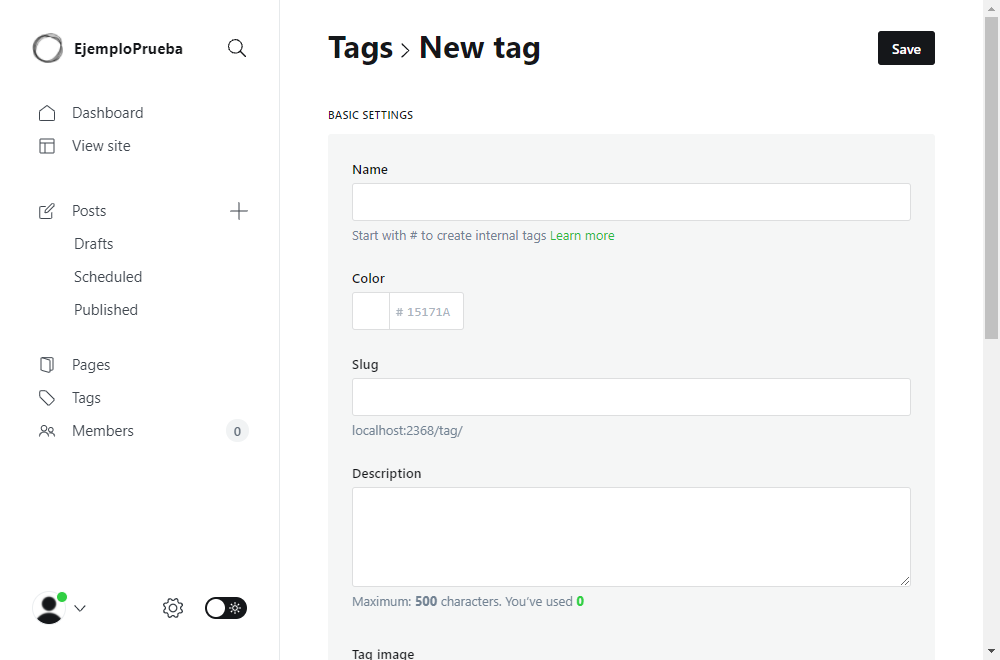 EjemploPrueba
Dashboard
View site
Posts
Drafts
Scheduled
Published
Pages
Tags
Members 0
Tags > New tag
Save
BASIC SETTINGS
Name
Start with # to create internal tags Learn more
Color
# 15171A
Slug
localhost:2368/tag/
Description
Maximum: 500 characters. You’ve used 0
Tag image